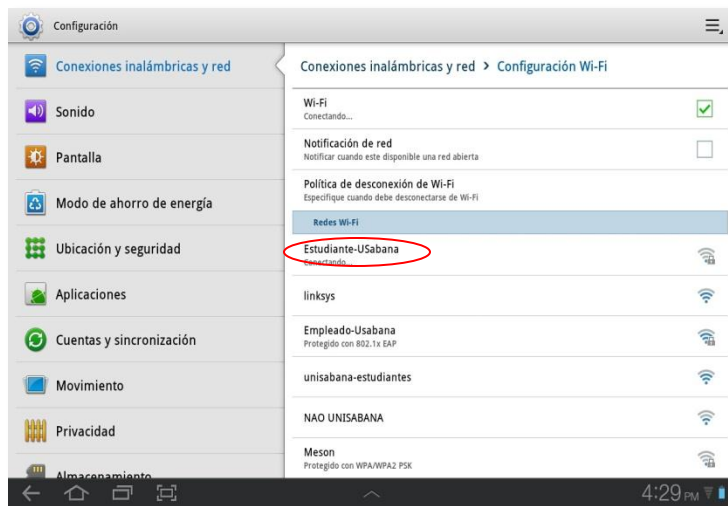 Configuración
Conexiones inalámbricas y red
Sonido
Pantalla
Modo de ahorro de energía
Ubicación y seguridad
Aplicaciones
Cuentas y sincronización
Movimiento
Privacidad
Almacenamiento
Conexiones inalámbricas y red > Configuración Wi-Fi
Wi-Fi
Conectando...
Notificación de red
Notificar cuando este disponible una red abierta
Política de desconexión de Wi-Fi
Especifique cuando debe desconectarse de Wi-Fi
Redes Wi-Fi
Estudiante-USabana
Conectando...
linksys
Empleado-Usabana
Protegido con 802.1x EAP
unisabana-estudiantes
NAO UNISABANA
Meson
Protegido con WPA/WPA2 PSK
4:29 PM